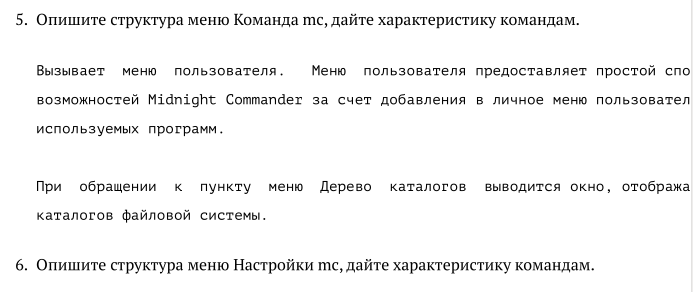 5. Опишите структура меню Команда mc, дайте характеристику командам.
Вызывает меню пользователя. Меню пользователя предоставляет простой спо
возможностей Midnight Commander за счет добавления в личное меню пользовател
используемых программ.
При обращении к пункту меню Дерево каталогов выводится окно, отобража
каталогов файловой системы.
6. Опишите структура меню Настройки mc, дайте характеристику командам.